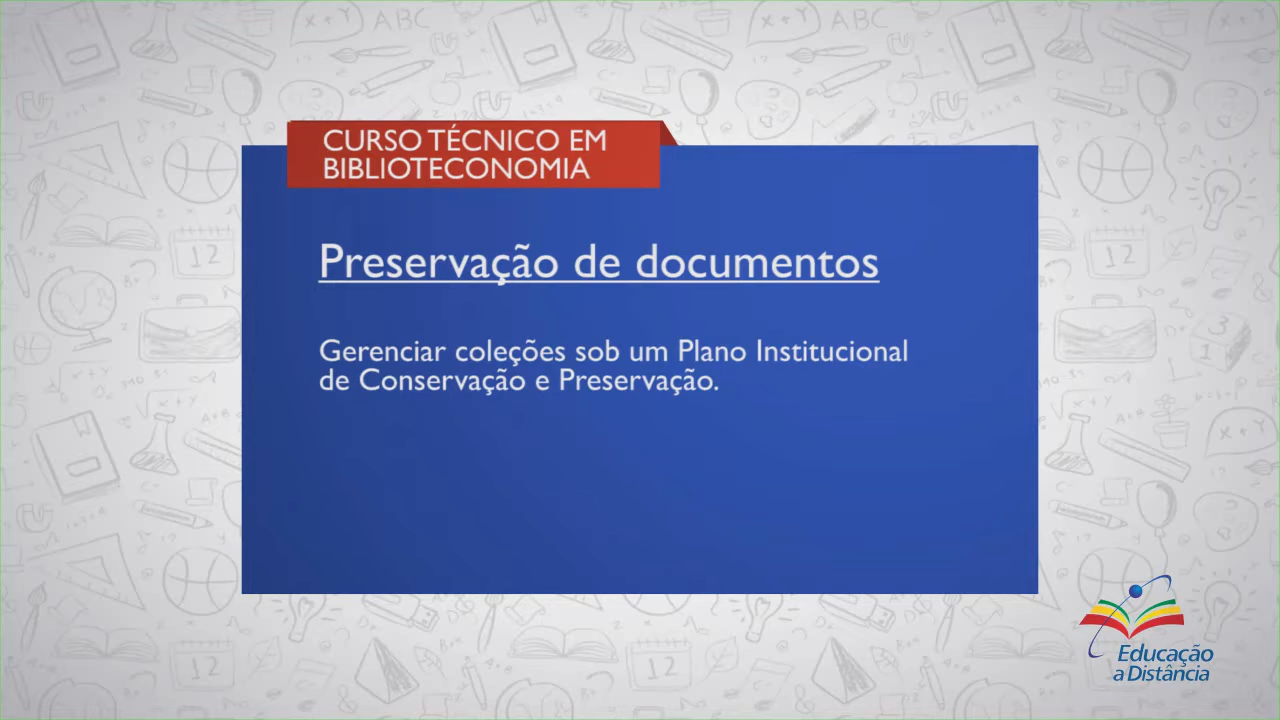 CURSO TÉCNICO EM
BIBLIOTECONOMIA
Preservação de documentos
Gerenciar coleções sob um Plano Institucional
de Conservação e Preservação.
Educação
a Distância